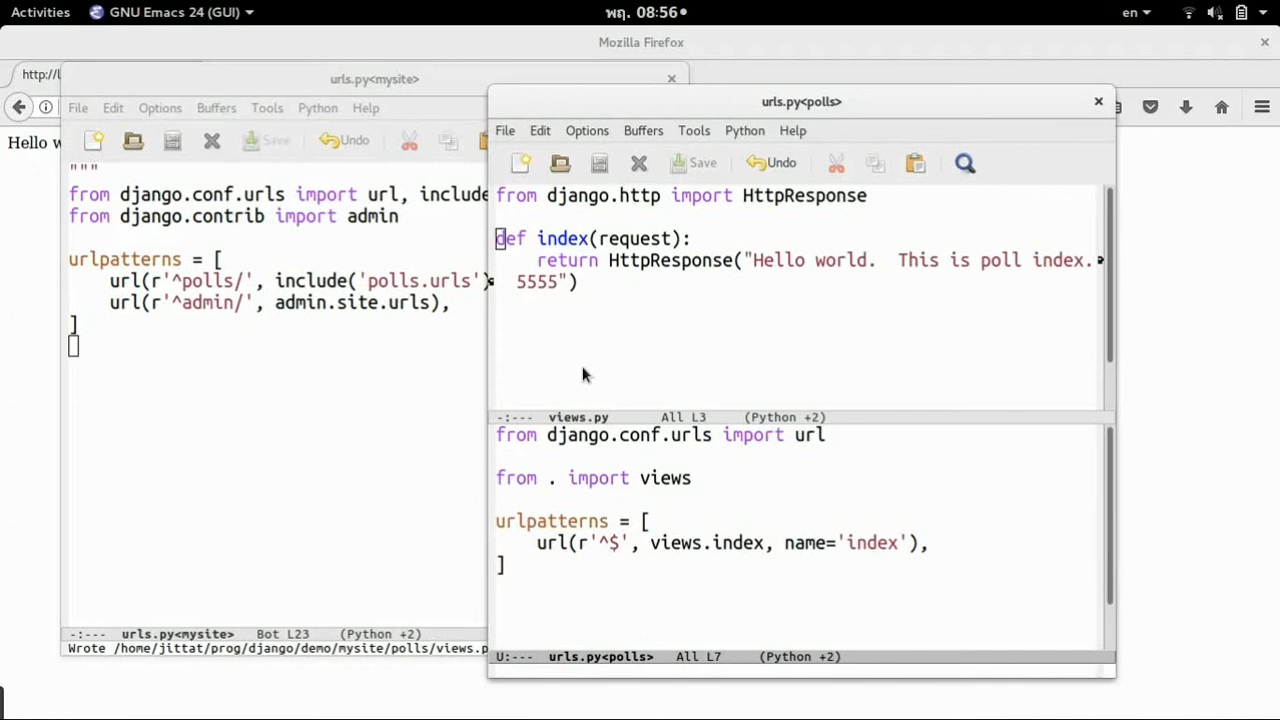 Activities GNU Emacs 24 (GUI) พฤ. 08:56 en
Mozilla Firefox
http://l
Hello w
urls.py<mysite>
File Edit Options Buffers Tools Python Help
Save Undo
"""
from django.conf.urls import url, include
from django.contrib import admin
urlpatterns = [
url(r'^polls/', include('polls.urls')
url(r'^admin/', admin.site.urls),
]
-:--- urls.py<mysite> Bot L23 (Python +2)
Wrote /home/jittat/prog/django/demo/mysite/polls/views.p
urls.py<polls>
File Edit Options Buffers Tools Python Help
Save Undo
from django.http import HttpResponse
def index(request):
return HttpResponse("Hello world.  This is poll index.
5555")
-:--- views.py All L3 (Python +2)
from django.conf.urls import url
from . import views
urlpatterns = [
url(r'^$', views.index, name='index'),
]
U:--- urls.py<polls> All L7 (Python +2)